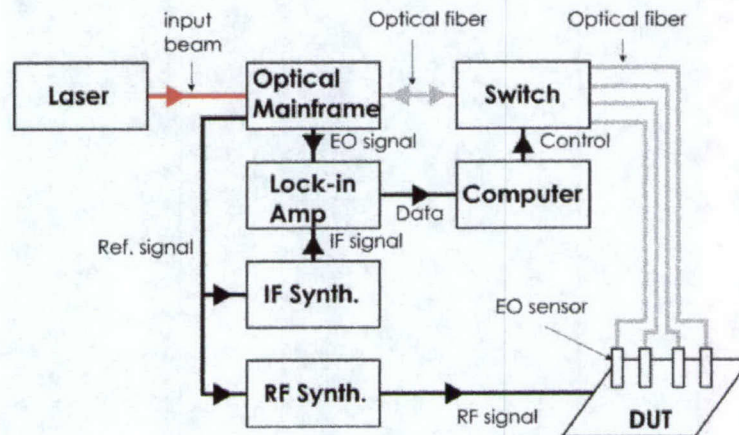 input
beam
Optical fiber
Optical fiber
Laser
Optical
Mainframe
Switch
EO signal
Control
Lock-in
Amp
Data
Computer
Ref. signal
IF signal
IF Synth.
EO sensor
RF Synth.
RF signal
DUT